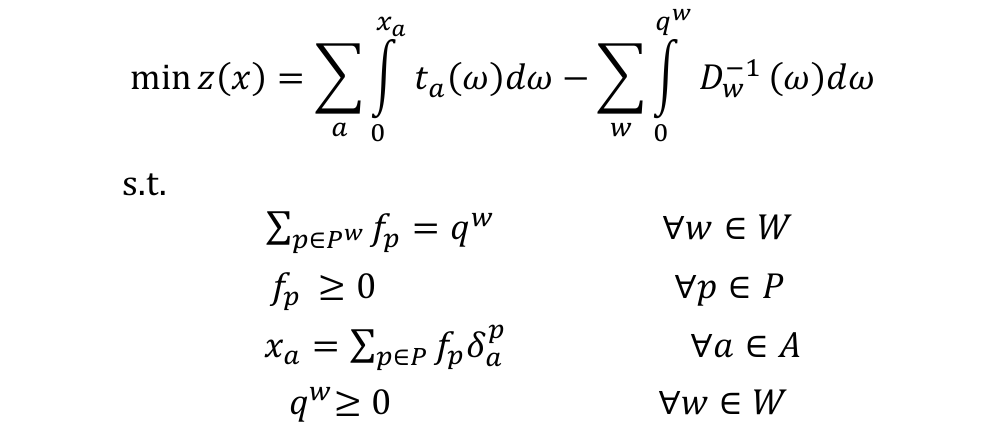 min z(x) = ∑_a ∫_0^{x_a} t_a(ω)dω − ∑_w ∫_0^{q^w} D_w^{-1} (ω)dω
s.t.
∑_{p∈P^w} f_p = q^w ∀w ∈ W
f_p ≥ 0 ∀p ∈ P
x_a = ∑_{p∈P} f_p δ_a^p ∀a ∈ A
q^w ≥ 0 ∀w ∈ W